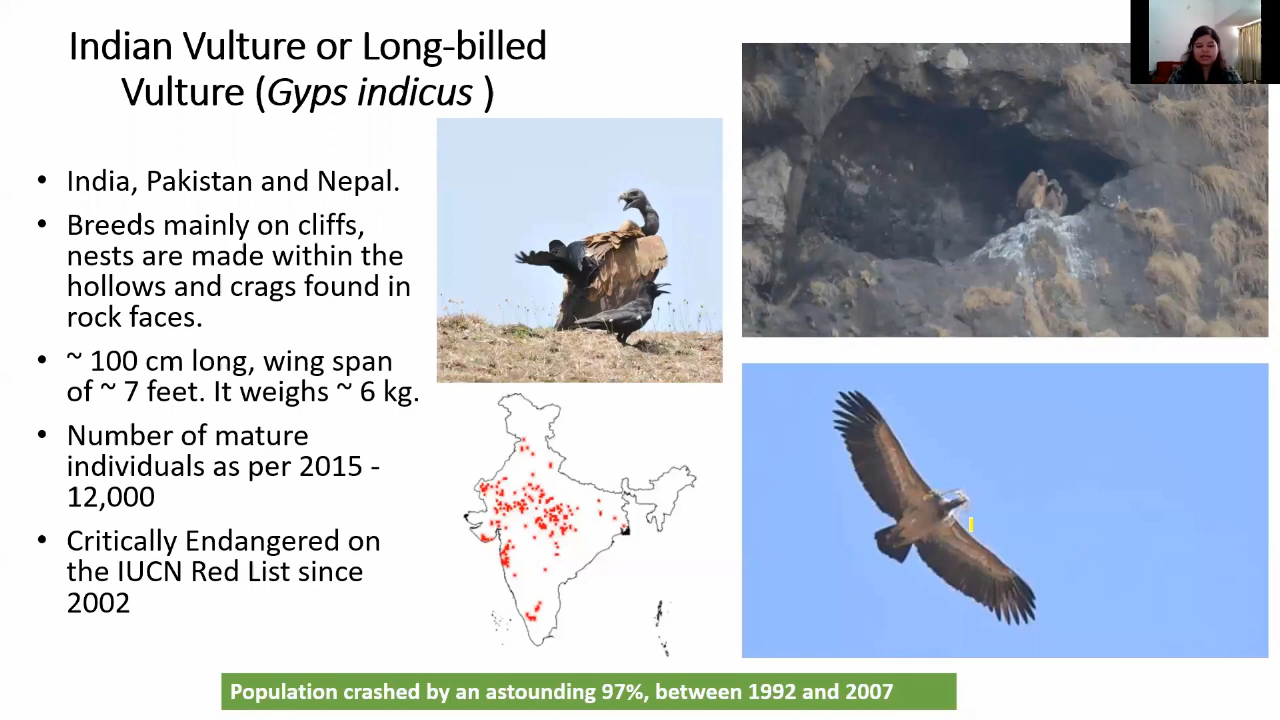 Indian Vulture or Long-billed
Vulture (Gyps indicus )
• India, Pakistan and Nepal.
• Breeds mainly on cliffs,
nests are made within the
hollows and crags found in
rock faces.
• ~ 100 cm long, wing span
of ~ 7 feet. It weighs ~ 6 kg.
• Number of mature
individuals as per 2015 -
12,000
• Critically Endangered on
the IUCN Red List since
2002
Population crashed by an astounding 97%, between 1992 and 2007